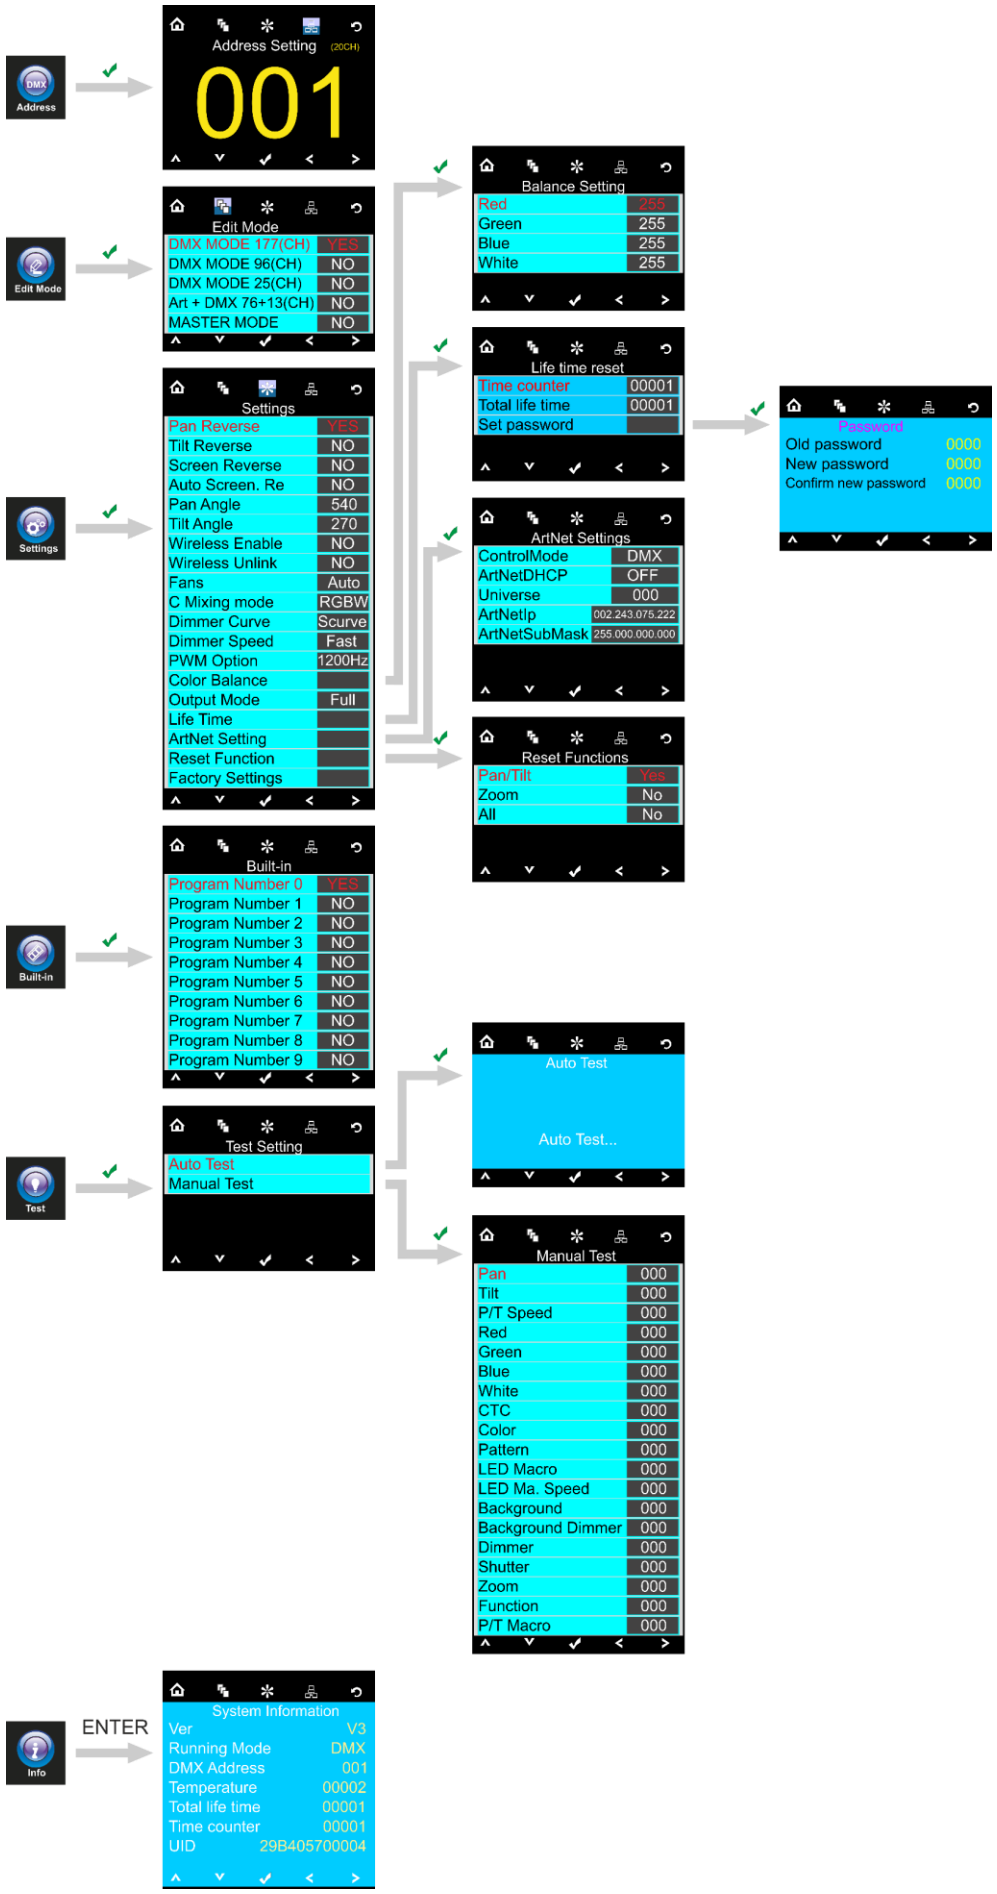 DMX
Address
Address Setting (20CH)
001
Edit Mode
Edit Mode
DMX MODE 177(CH) YES
DMX MODE 96(CH) NO
DMX MODE 25(CH) NO
Art + DMX 76+13(CH) NO
MASTER MODE NO
Settings
Settings
Pan Reverse YES
Tilt Reverse NO
Screen Reverse NO
Auto Screen. Re NO
Pan Angle 540
Tilt Angle 270
Wireless Enable NO
Wireless Unlink NO
Fans Auto
C Mixing mode RGBW
Dimmer Curve Scurve
Dimmer Speed Fast
PWM Option 1200Hz
Color Balance
Output Mode Full
Life Time
ArtNet Setting
Reset Function
Factory Settings
Balance Setting
Red 255
Green 255
Blue 255
White 255
Life time reset
Time counter 00001
Total life time 00001
Set password
Password
Old password 0000
New password 0000
Confirm new password 0000
ArtNet Settings
ControlMode DMX
ArtNetDHCP OFF
Universe 000
ArtNetIp 002.243.075.222
ArtNetSubMask 255.000.000.000
Reset Functions
Pan/Tilt Yes
Zoom No
All No
Built-in
Built-in
Program Number 0 YES
Program Number 1 NO
Program Number 2 NO
Program Number 3 NO
Program Number 4 NO
Program Number 5 NO
Program Number 6 NO
Program Number 7 NO
Program Number 8 NO
Program Number 9 NO
Test
Test Setting
Auto Test
Manual Test
Auto Test
Auto Test...
Manual Test
Pan 000
Tilt 000
P/T Speed 000
Red 000
Green 000
Blue 000
White 000
CTC 000
Color 000
Pattern 000
LED Macro 000
LED Ma. Speed 000
Background 000
Background Dimmer 000
Dimmer 000
Shutter 000
Zoom 000
Function 000
P/T Macro 000
Info
ENTER
System Information
Ver V3
Running Mode DMX
DMX Address 001
Temperature 00002
Total life time 00001
Time counter 00001
UID 29B405700004